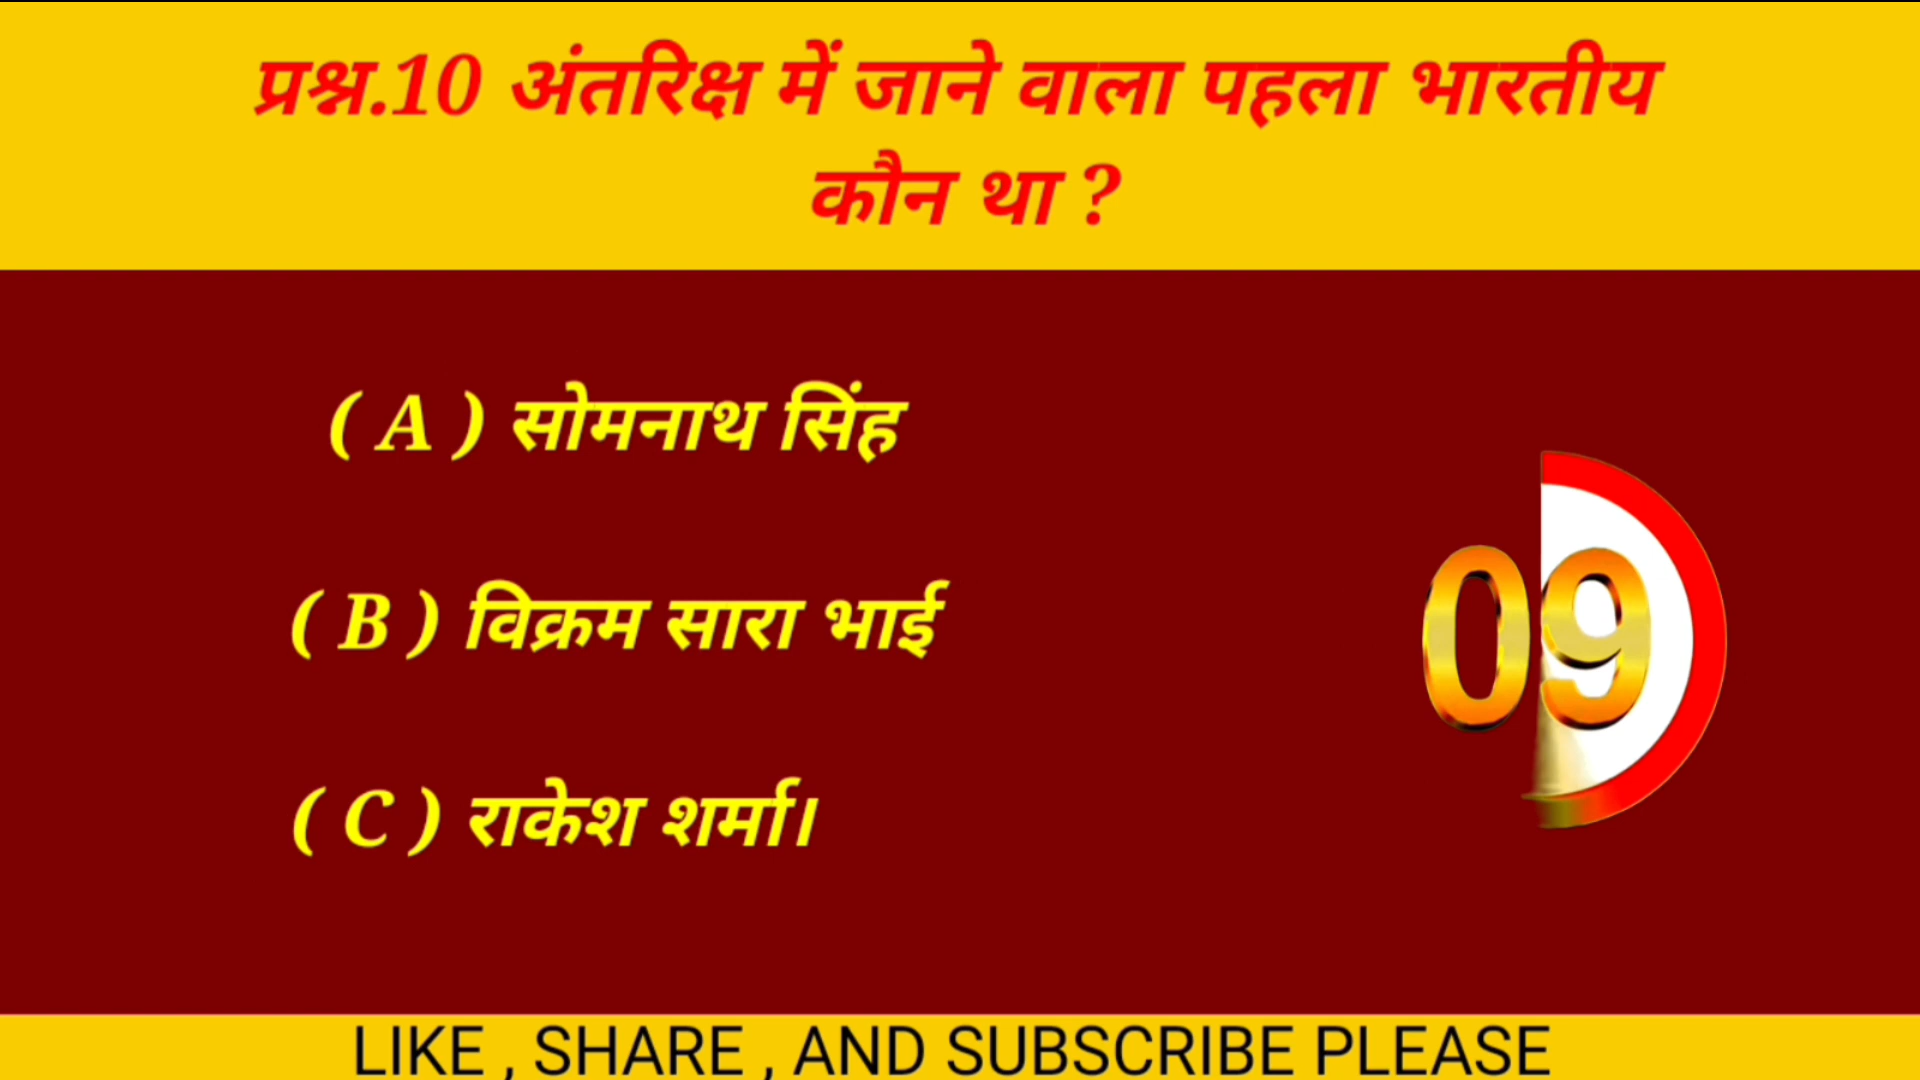 प्रश्न.10 अंतरिक्ष में जाने वाला पहला भारतीय
कौन था ?
( A ) सोमनाथ सिंह
( B ) विक्रम सारा भाई
( C ) राकेश शर्मा।
09
LIKE , SHARE , AND SUBSCRIBE PLEASE